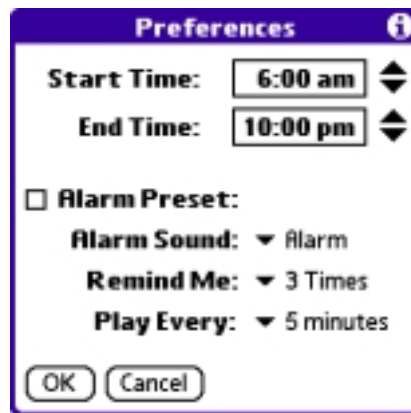 Preferences
Start Time: 6:00 am
End Time: 10:00 pm
Alarm Preset:
Alarm Sound: Alarm
Remind Me: 3 Times
Play Every: 5 minutes
OK Cancel